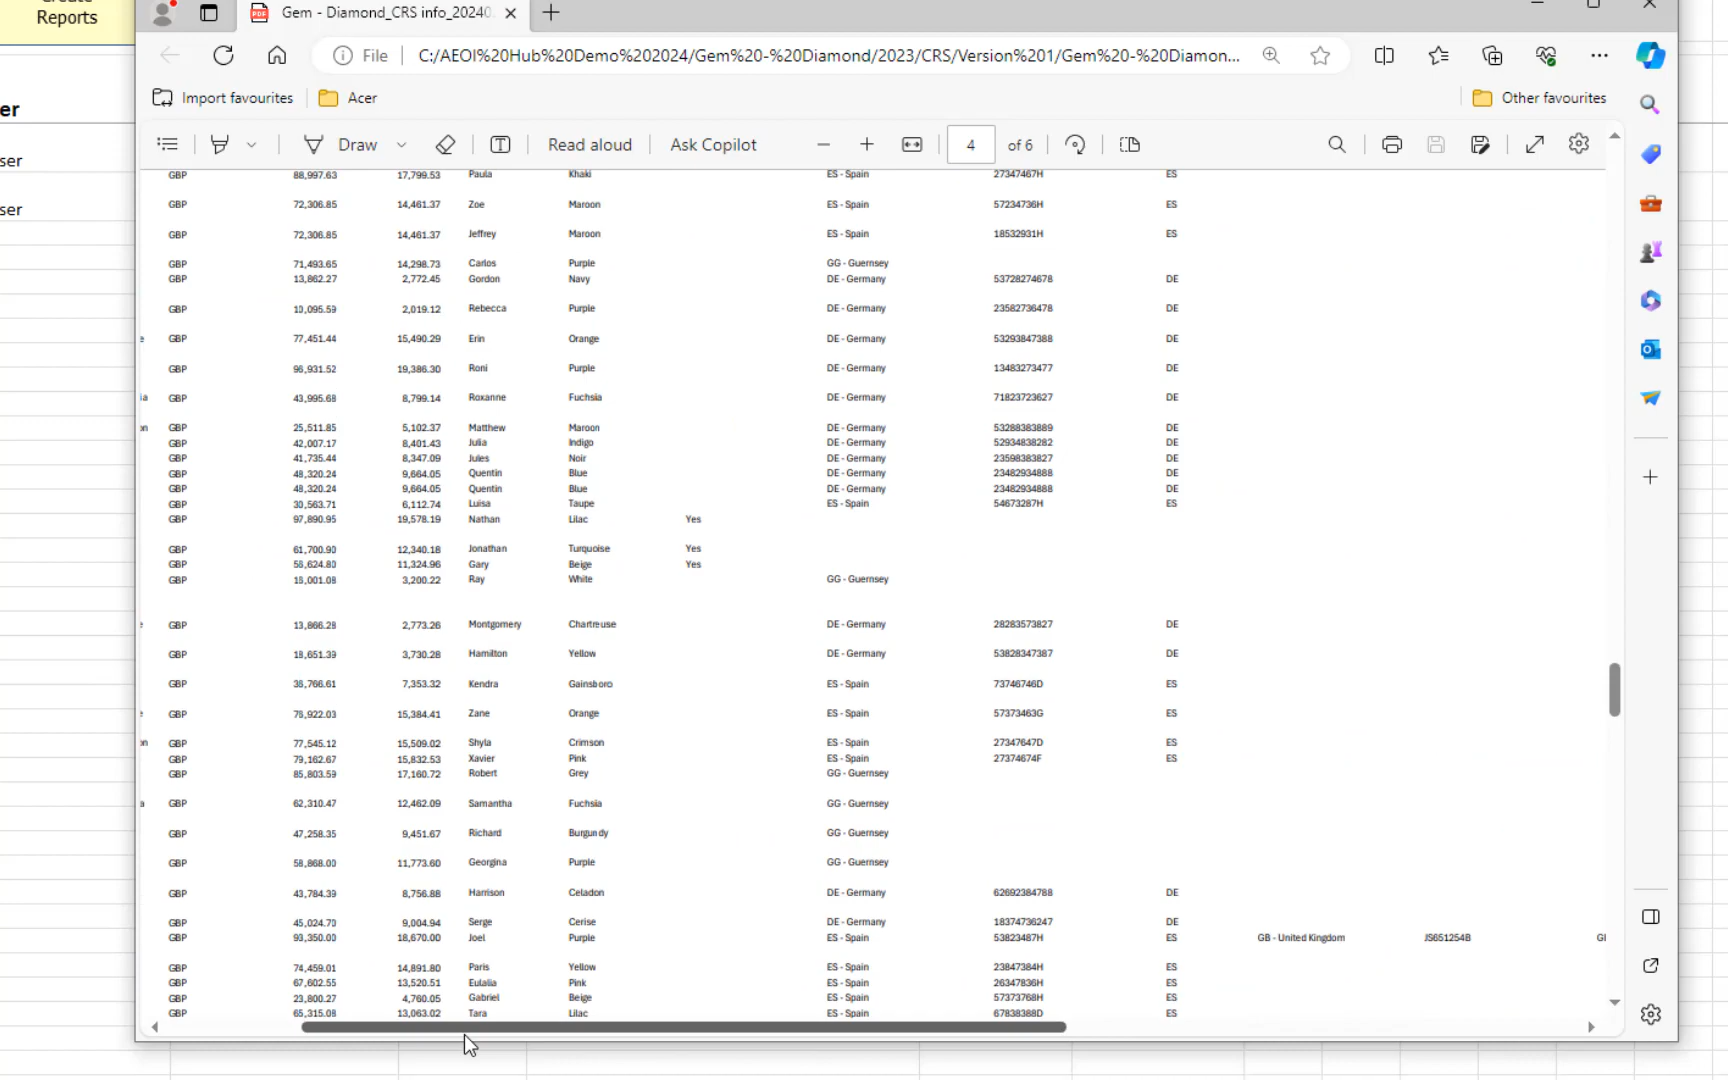 Create
Reports
er
ser
ser
Gem - Diamond_CRS info_20240
File C:/AEOI%20Hub%20Demo%202024/Gem%20-%20Diamond/2023/CRS/Version%201/Gem%20-%20Diamon...
Import favourites Acer Other favourites
Draw Read aloud Ask Copilot 4 of 6
GBP 88,997.63 17,799.53 Paula Khaki ES - Spain 27347467H ES
GBP 72,306.85 14,461.37 Zoe Maroon ES - Spain 57234736H ES
GBP 72,306.85 14,461.37 Jeffrey Maroon ES - Spain 18532931H ES
GBP 71,493.65 14,298.73 Carlos Purple GG - Guernsey
GBP 13,862.27 2,772.45 Gordon Navy DE - Germany 53728274678 DE
GBP 10,095.59 2,019.12 Rebecca Purple DE - Germany 23582736478 DE
e GBP 77,451.44 15,490.29 Erin Orange DE - Germany 53293847388 DE
GBP 96,931.52 19,386.30 Roni Purple DE - Germany 13483273477 DE
ia GBP 43,995.68 8,799.14 Roxanne Fuchsia DE - Germany 71823723627 DE
on GBP 25,511.85 5,102.37 Matthew Maroon DE - Germany 53288383889 DE
GBP 42,007.17 8,401.43 Julia Indigo DE - Germany 52934838282 DE
GBP 41,735.44 8,347.09 Jules Noir DE - Germany 23598383827 DE
GBP 48,320.24 9,664.05 Quentin Blue DE - Germany 23482934888 DE
GBP 48,320.24 9,664.05 Quentin Blue DE - Germany 23482934888 DE
GBP 30,563.71 6,112.74 Luisa Taupe ES - Spain 54673287H ES
GBP 97,890.95 19,578.19 Nathan Lilac Yes
GBP 61,700.90 12,340.18 Jonathan Turquoise Yes
GBP 56,624.80 11,324.96 Gary Beige Yes
GBP 16,001.08 3,200.22 Ray White GG - Guernsey
e GBP 13,866.28 2,773.26 Montgomery Chartreuse DE - Germany 28283573827 DE
GBP 18,651.39 3,730.28 Hamilton Yellow DE - Germany 53828347387 DE
GBP 36,766.61 7,353.32 Kendra Gainsboro ES - Spain 73746746D ES
e GBP 76,922.03 15,384.41 Zane Orange ES - Spain 57373463G ES
on GBP 77,545.12 15,509.02 Shyla Crimson ES - Spain 27347647D ES
GBP 79,162.67 15,832.53 Xavier Pink ES - Spain 27374674F ES
GBP 85,803.59 17,160.72 Robert Grey GG - Guernsey
a GBP 62,310.47 12,462.09 Samantha Fuchsia GG - Guernsey
GBP 47,258.35 9,451.67 Richard Burgundy GG - Guernsey
GBP 58,868.00 11,773.60 Georgina Purple GG - Guernsey
GBP 43,784.39 8,756.88 Harrison Celadon DE - Germany 62692384788 DE
GBP 45,024.70 9,004.94 Serge Cerise DE - Germany 18374736247 DE
GBP 93,350.00 18,670.00 Joel Purple ES - Spain 53823487H ES GB - United Kingdom JS651254B
GBP 74,459.01 14,891.80 Paris Yellow ES - Spain 23847384H ES
GBP 67,602.55 13,520.51 Eulalia Pink ES - Spain 26347836H ES
GBP 23,800.27 4,760.05 Gabriel Beige ES - Spain 57373768H ES
GBP 65,315.08 13,063.02 Tara Lilac ES - Spain 67838388D ES